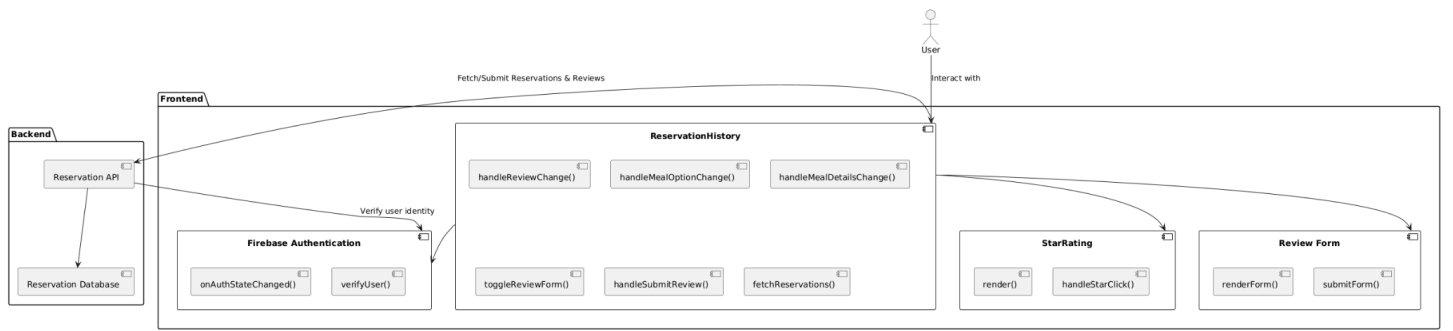 User
Fetch/Submit Reservations & Reviews
Interact with
Frontend
Backend
ReservationHistory
Reservation API
handleReviewChange()
handleMealOptionChange()
handleMealDetailsChange()
Verify user identity
Firebase Authentication
StarRating
Review Form
Reservation Database
onAuthStateChanged()
verifyUser()
toggleReviewForm()
handleSubmitReview()
fetchReservations()
render()
handleStarClick()
renderForm()
submitForm()